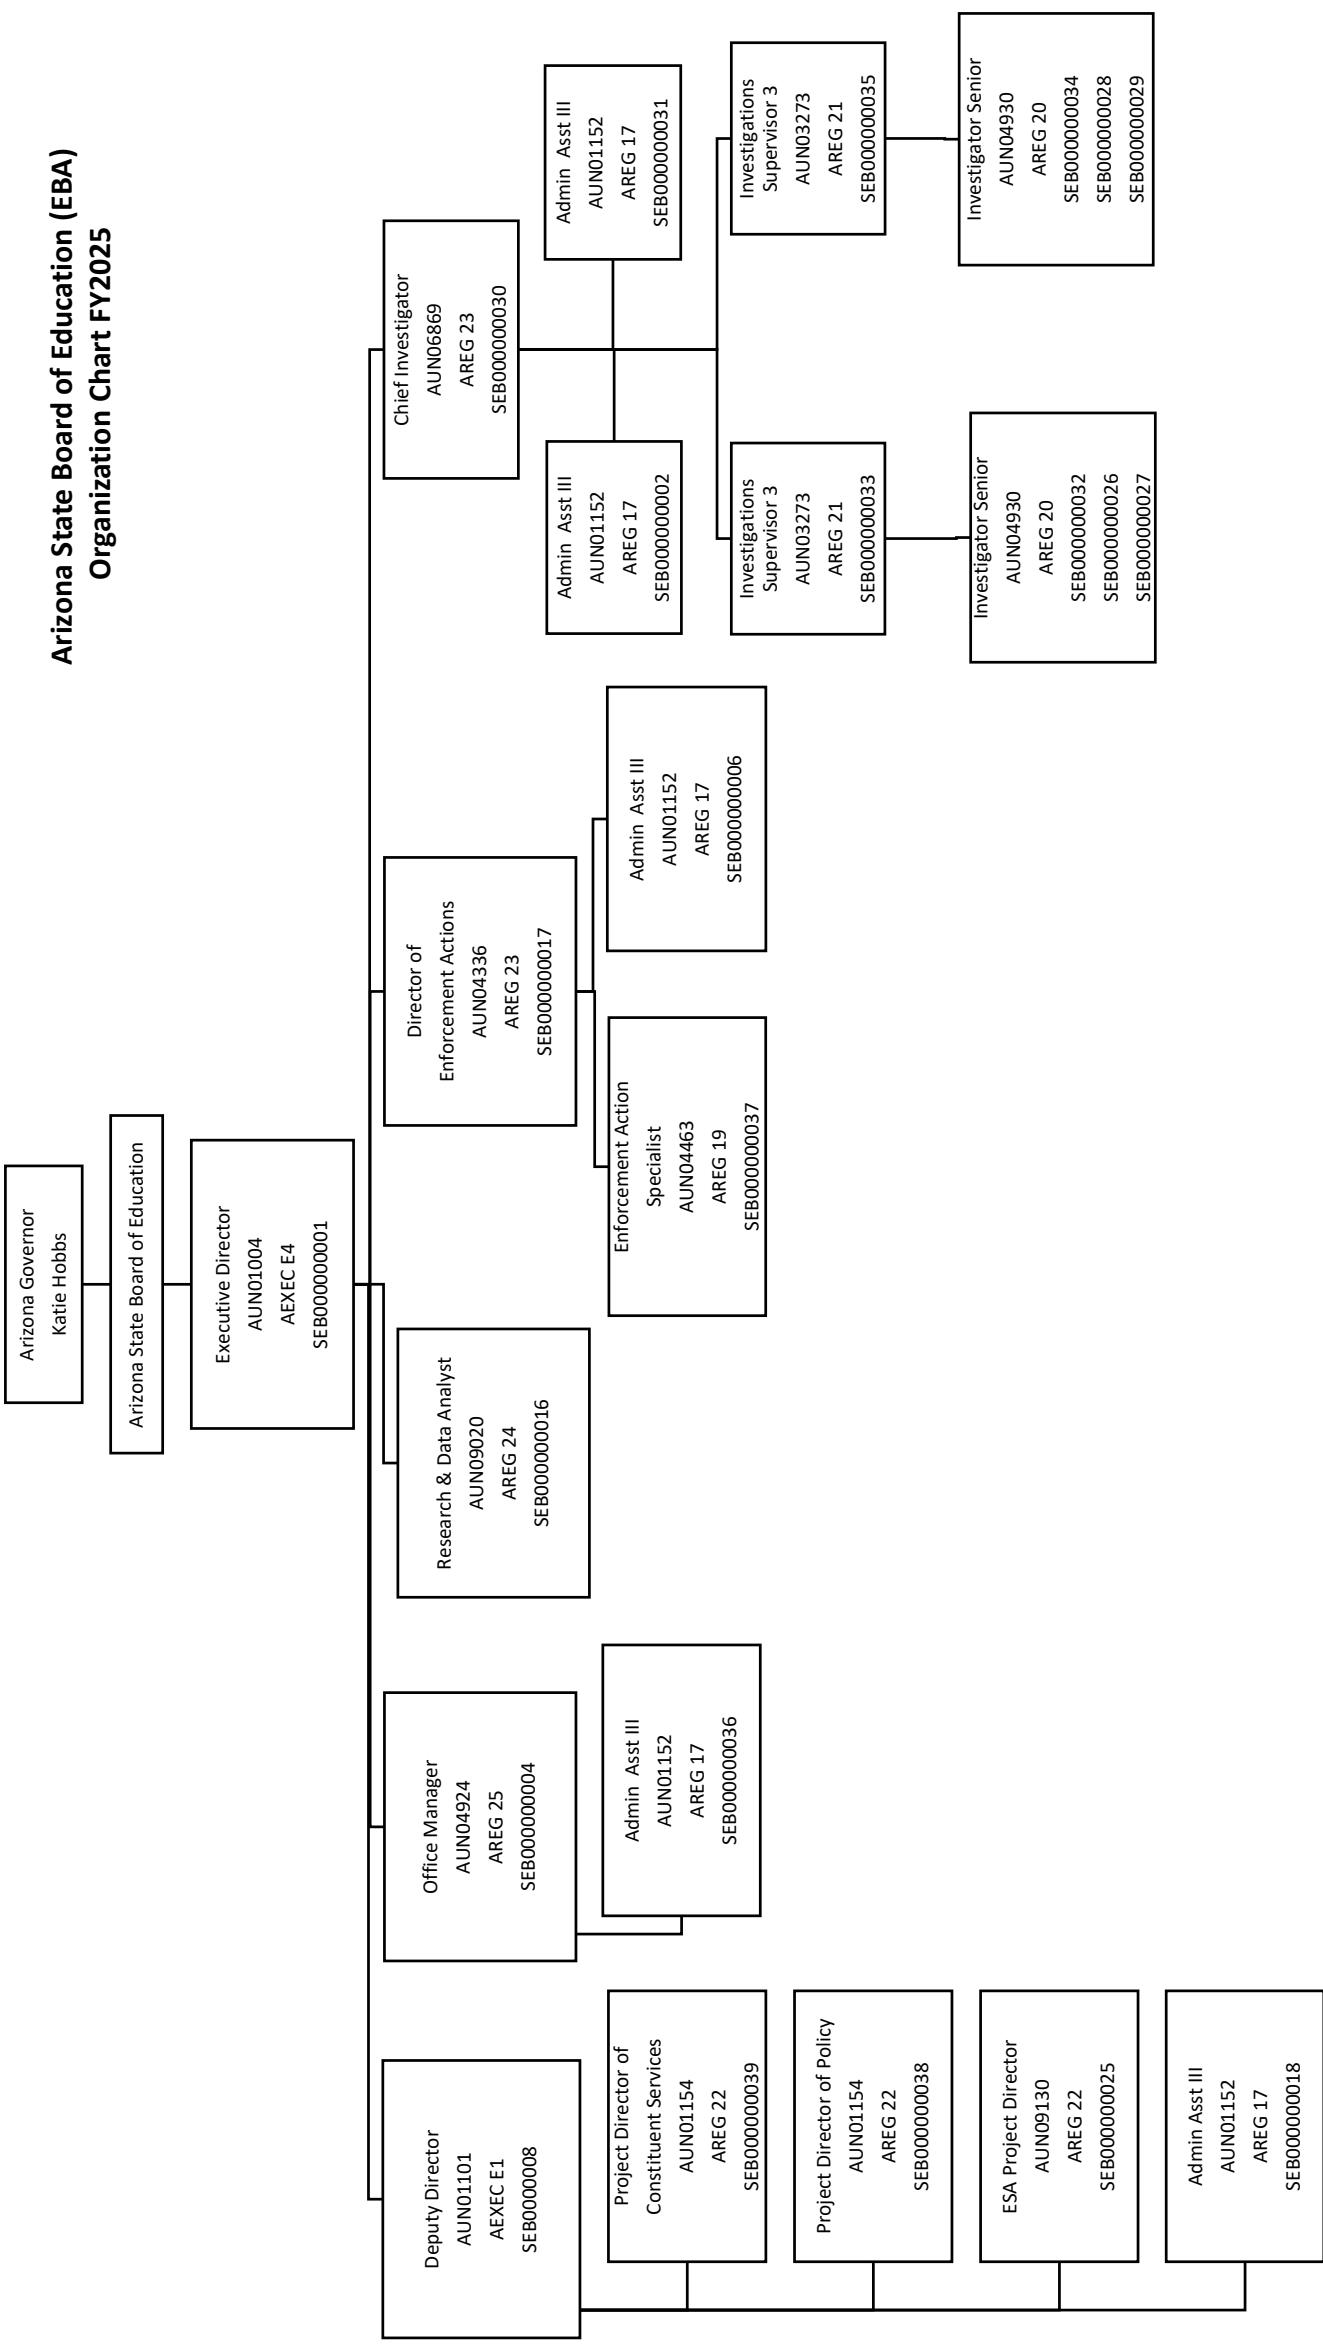 Arizona State Board of Education (EBA)
Organization Chart FY2025
Arizona Governor
Katie Hobbs
Arizona State Board of Education
Executive Director
AUN01004
AEXEC E4
SEB000000001
Deputy Director
AUN01101
AEXEC E1
SEB0000008
Project Director of
Constituent Services
AUN01154
AREG 22
SEB000000039
Project Director of Policy
AUN01154
AREG 22
SEB000000038
ESA Project Director
AUN09130
AREG 22
SEB000000025
Admin Asst III
AUN01152
AREG 17
SEB000000018
Office Manager
AUN04924
AREG 25
SEB000000004
Admin Asst III
AUN01152
AREG 17
SEB000000036
Research & Data Analyst
AUN09020
AREG 24
SEB000000016
Director of
Enforcement Actions
AUN04336
AREG 23
SEB000000017
Enforcement Action
Specialist
AUN04463
AREG 19
SEB000000037
Admin Asst III
AUN01152
AREG 17
SEB000000006
Chief Investigator
AUN06869
AREG 23
SEB000000030
Admin Asst III
AUN01152
AREG 17
SEB000000002
Admin Asst III
AUN01152
AREG 17
SEB000000031
Investigations
Supervisor 3
AUN03273
AREG 21
SEB000000033
Investigations
Supervisor 3
AUN03273
AREG 21
SEB000000035
Investigator Senior
AUN04930
AREG 20
SEB000000032
SEB000000026
SEB000000027
Investigator Senior
AUN04930
AREG 20
SEB000000034
SEB000000028
SEB000000029